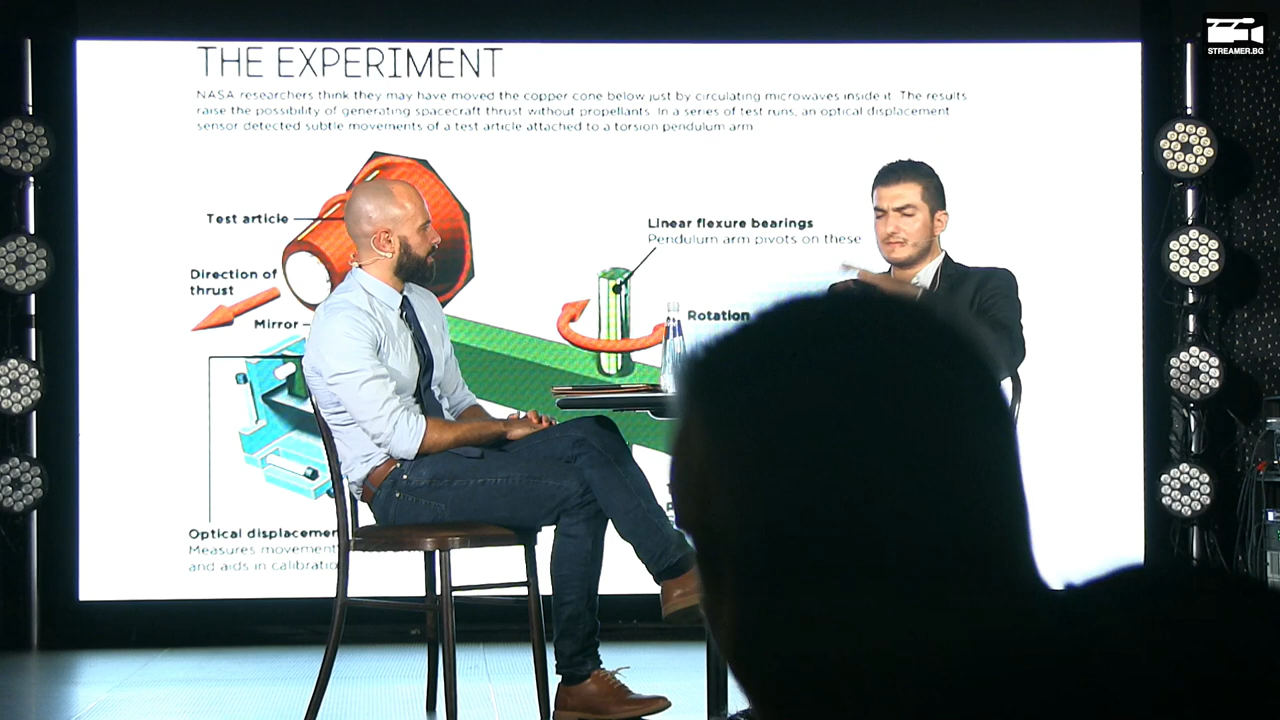 STREAMER.BG
THE EXPERIMENT
NASA researchers think they may have moved the copper cone below just by circulating microwaves inside it. The results
raise the possibility of generating spacecraft thrust without propellants. In a series of test runs, an optical displacement
sensor detected subtle movements of a test article attached to a torsion pendulum arm
Test article
Linear flexure bearings
Pendulum arm pivots on these
Direction of
thrust
Rotation
Mirror
Optical displacemen
Measures movement
and aids in calibratio